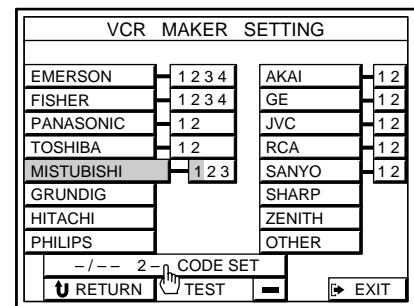 VCR MAKER SETTING
EMERSON 1 2 3 4 AKAI 1 2
FISHER 1 2 3 4 GE 1 2
PANASONIC 1 2 JVC 1 2
TOSHIBA 1 2 RCA 1 2
MISTUBISHI 1 2 3 SANYO 1 2
GRUNDIG SHARP
HITACHI ZENITH
PHILIPS OTHER
–/–– 2– CODE SET
RETURN TEST EXIT